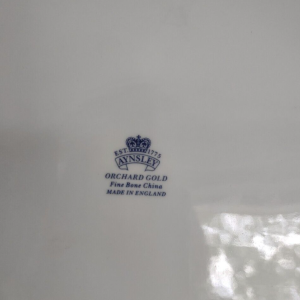 EST. 1775
AYNSLEY
ORCHARD GOLD
Fine Bone China
MADE IN ENGLAND